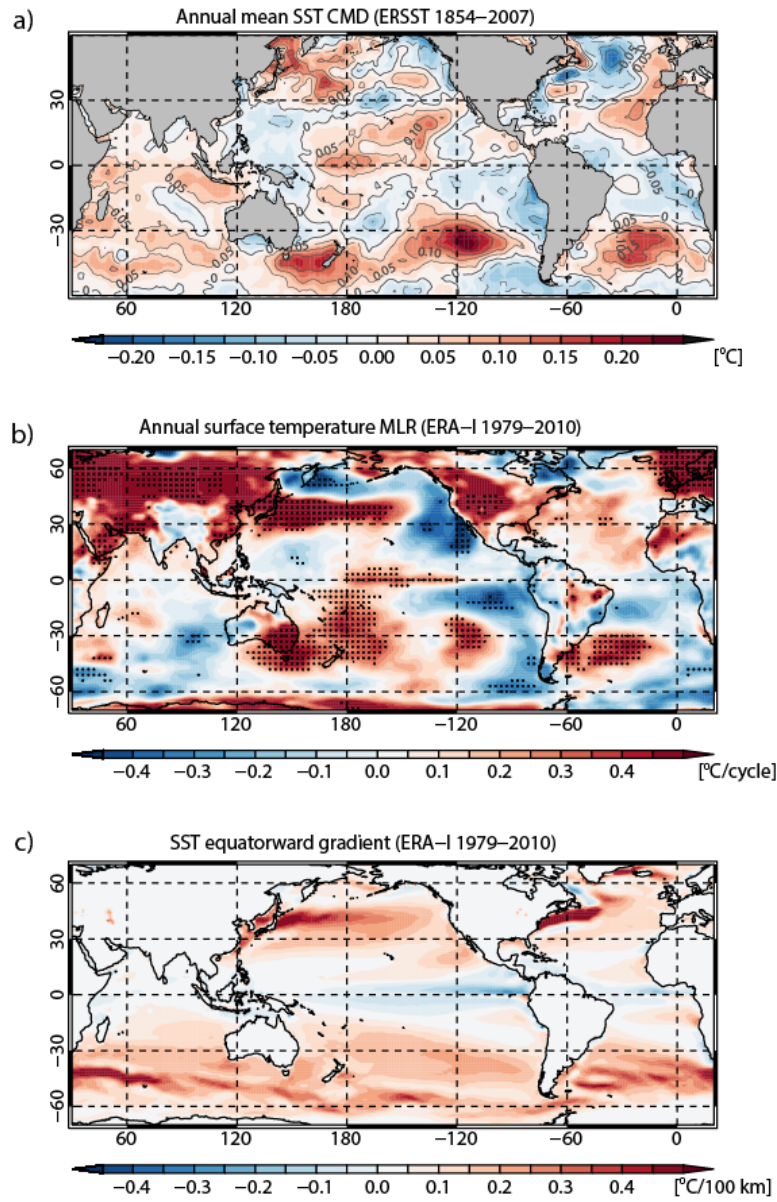 a)
Annual mean SST CMD (ERSST 1854−2007)
30
0
−30
60 120 180 −120 −60 0
−0.20 −0.15 −0.10 −0.05 0.00 0.05 0.10 0.15 0.20
[°C]
b)
Annual surface temperature MLR (ERA−I 1979−2010)
60
30
0
−30
−60
60 120 180 −120 −60 0
−0.4 −0.3 −0.2 −0.1 0.0 0.1 0.2 0.3 0.4 [°C/cycle]
c)
SST equatorward gradient (ERA−I 1979−2010)
60
30
0
−30
−60
60 120 180 −120 −60 0
−0.4 −0.3 −0.2 −0.1 0.0 0.1 0.2 0.3 0.4 [°C/100 km]